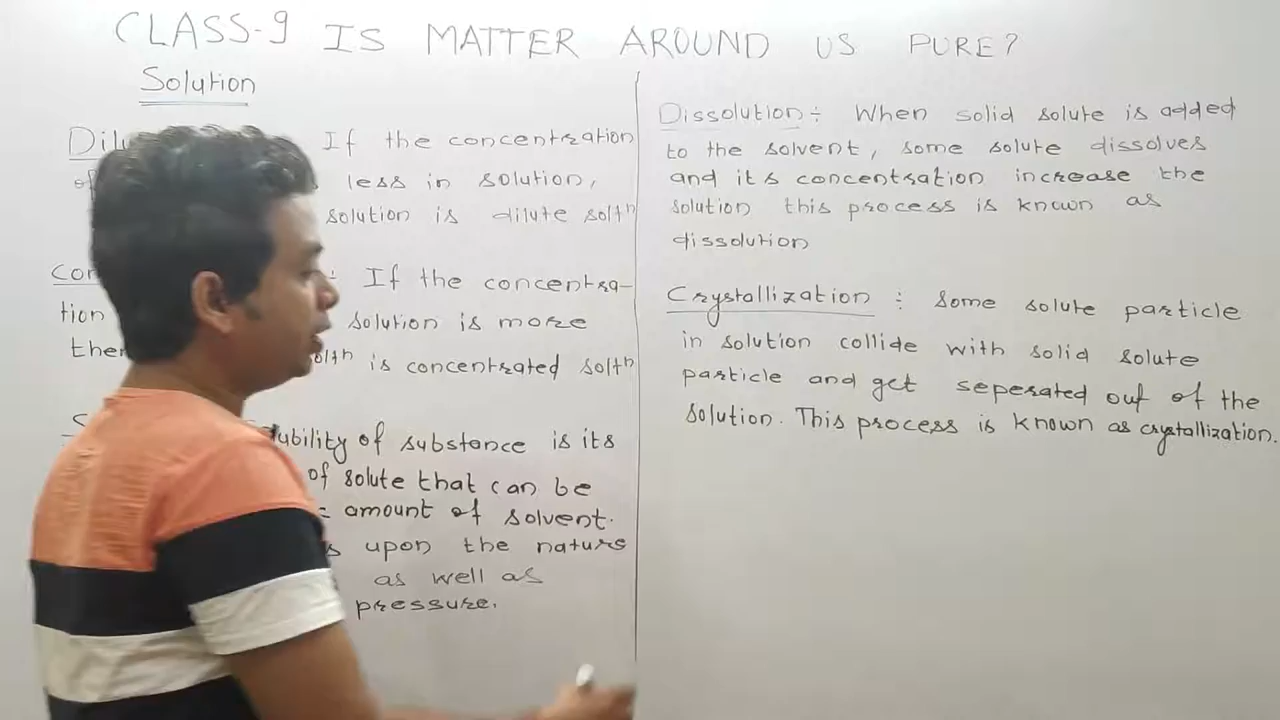 CLASS-9 IS MATTER AROUND US PURE?
Solution
If the concentration
of less in solution,
solution is dilute solth
: If the concentra-
tion solution is more
solth is concentrated solth
of substance is its
of solute that can be
amount of solvent.
upon the nature
as well as
pressure.
Dissolution :- When solid solute is added
to the solvent, some solute dissolves
and its concentration increase the
solution this process is known as
dissolution
Crystallization : Some solute particle
in solution collide with solid solute
particle and get seperated out of the
solution. This process is known as crystallization.